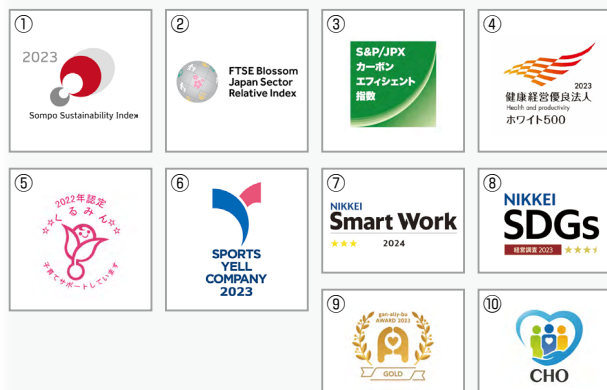 ①
2023
Sompo Sustainability Index»
②
FTSE Blossom
Japan Sector
Relative Index
③
S&P/JPX
カーボン
エフィシェント
指数
④
2023
健康経営優良法人
Health and productivity
ホワイト500
⑤
2022年認定
☆☆くるみん☆☆
子育てサポートしています
⑥
SPORTS
YELL
COMPANY
2023
⑦
NIKKEI
Smart Work
★★★ 2024
⑧
NIKKEI
SDGs
経営調査 2023
⑨
gen-ally-bu
AWARD 2023
GOLD
⑩
CHO